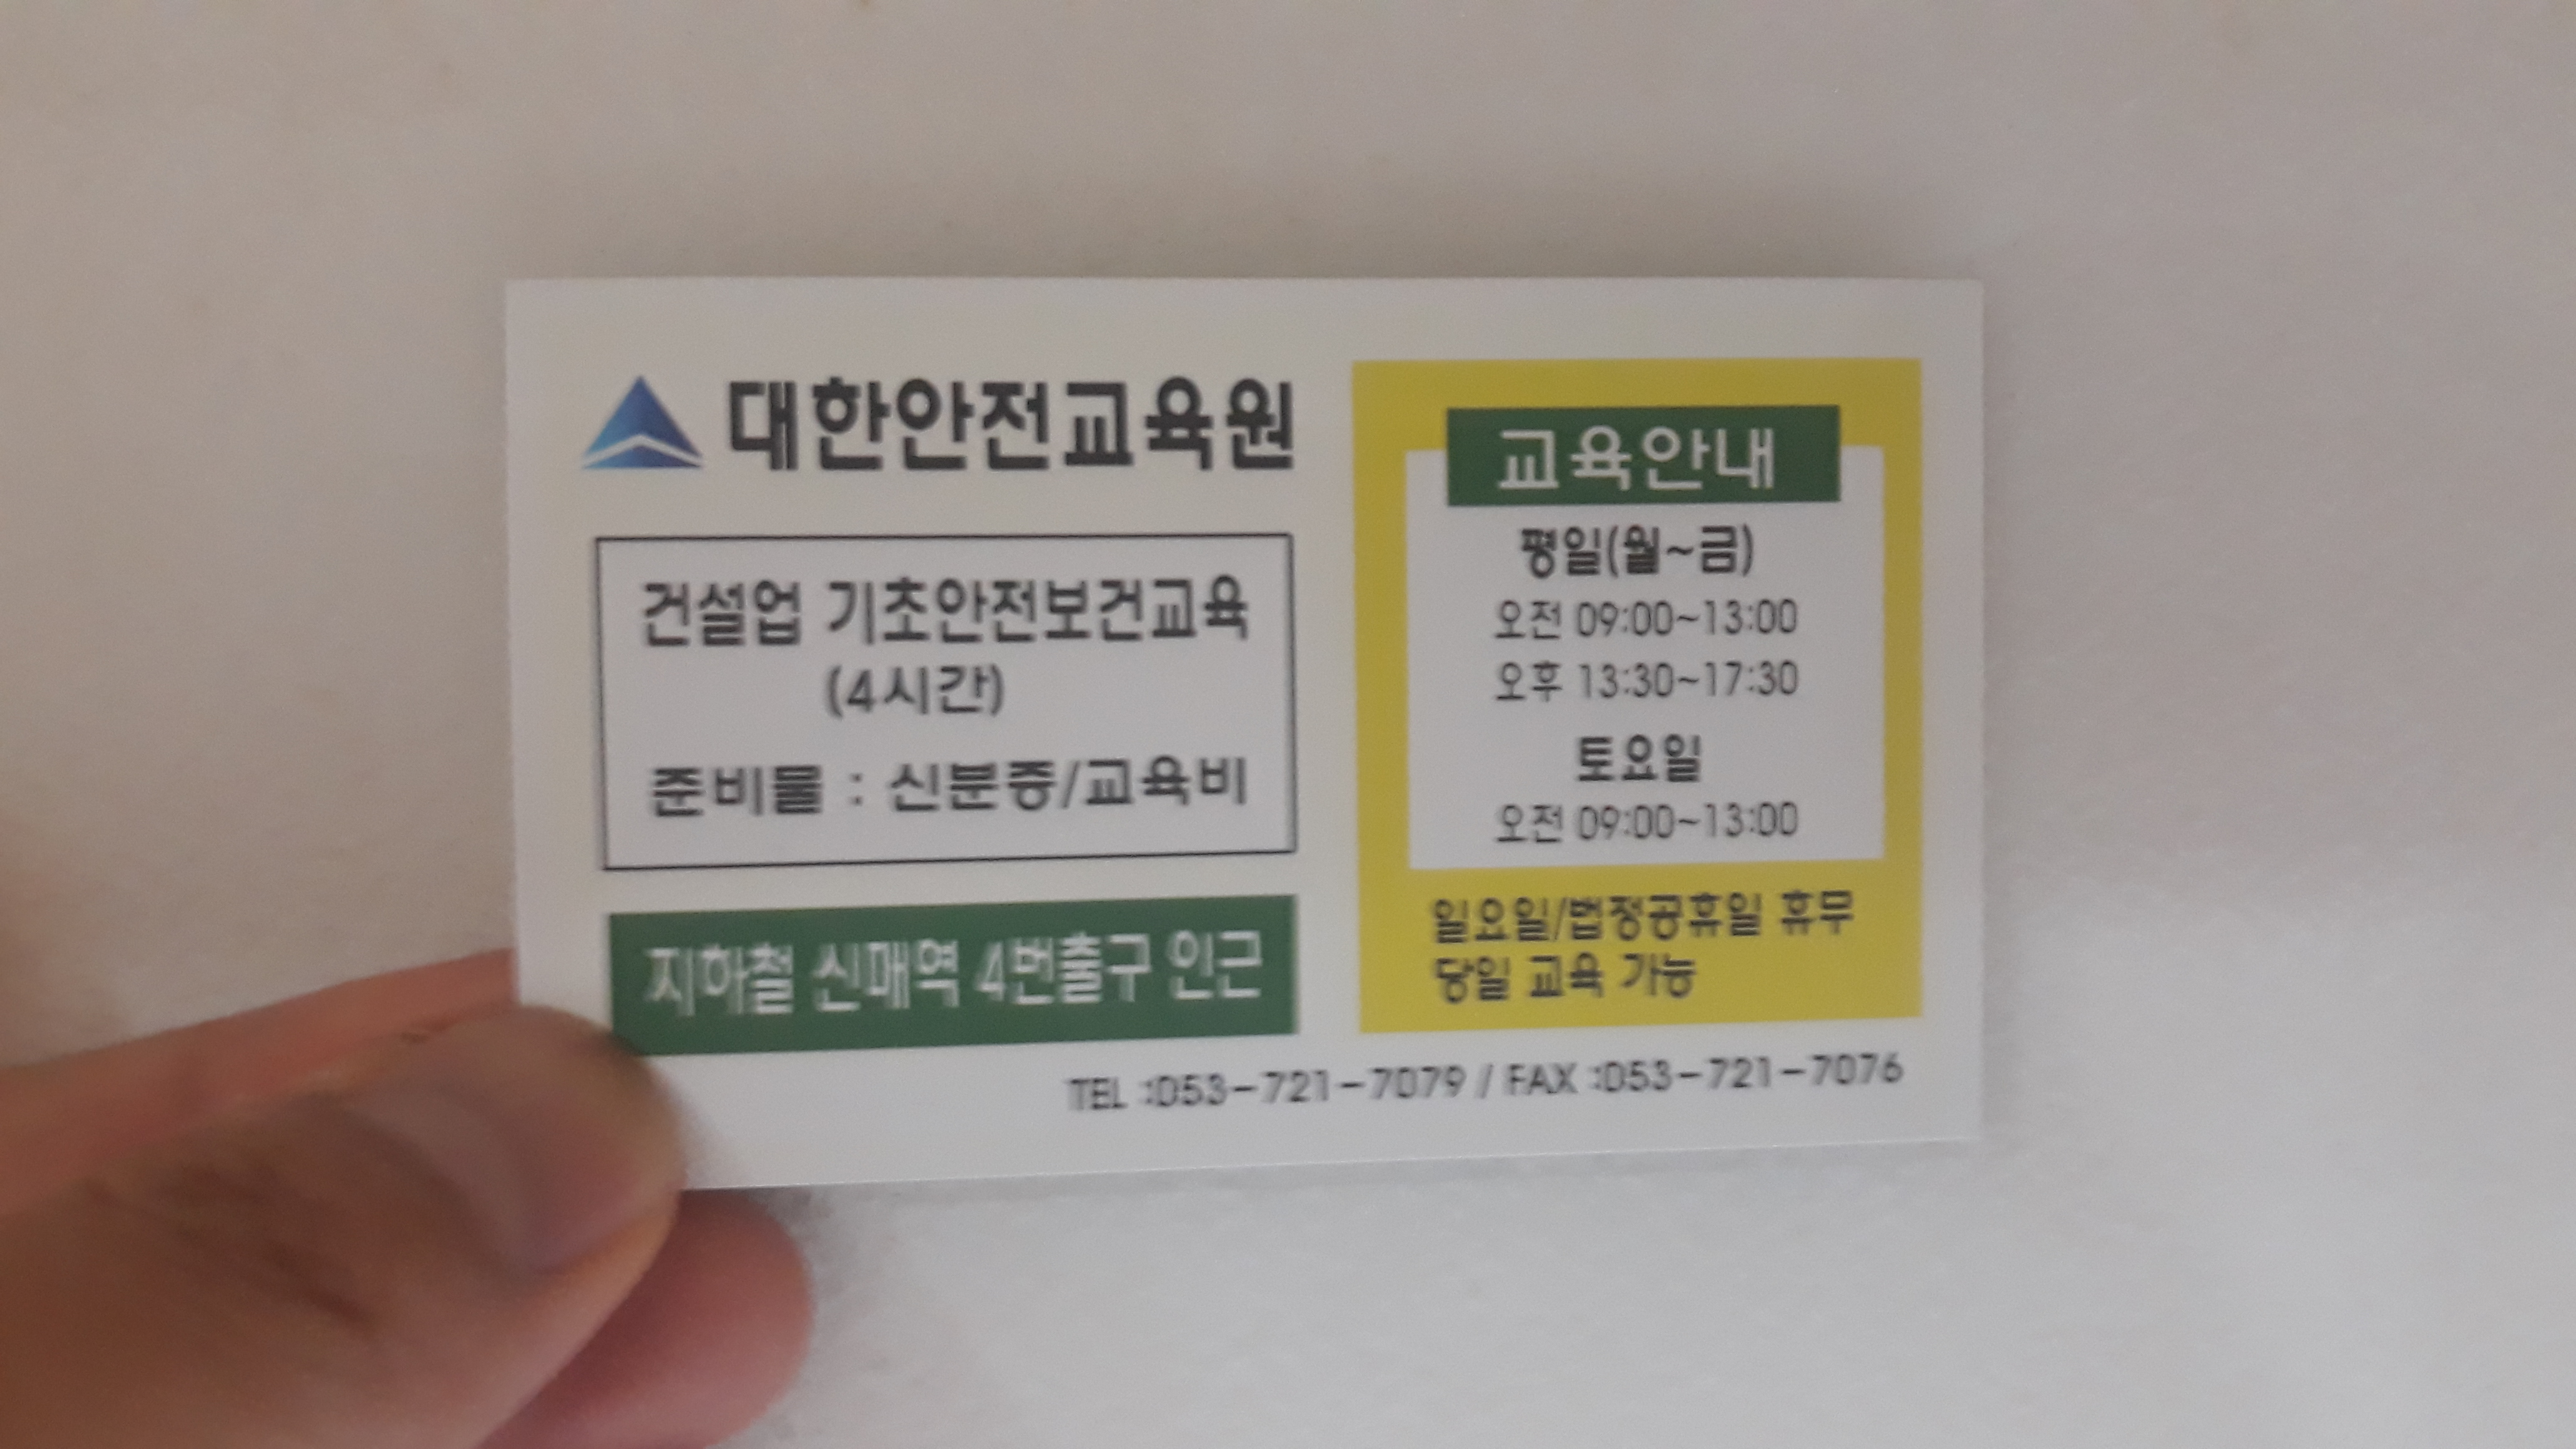 대한안전교육원
건설업 기초안전보건교육
(4시간)
준비물 : 신분증/교육비
지하철 신매역 4번출구 인근
교육안내
평일(월~금)
오전 09:00~13:00
오후 13:30~17:30
토요일
오전 09:00~13:00
일요일/법정공휴일 휴무
당일 교육 가능
TEL :053-721-7079 / FAX :053-721-7076